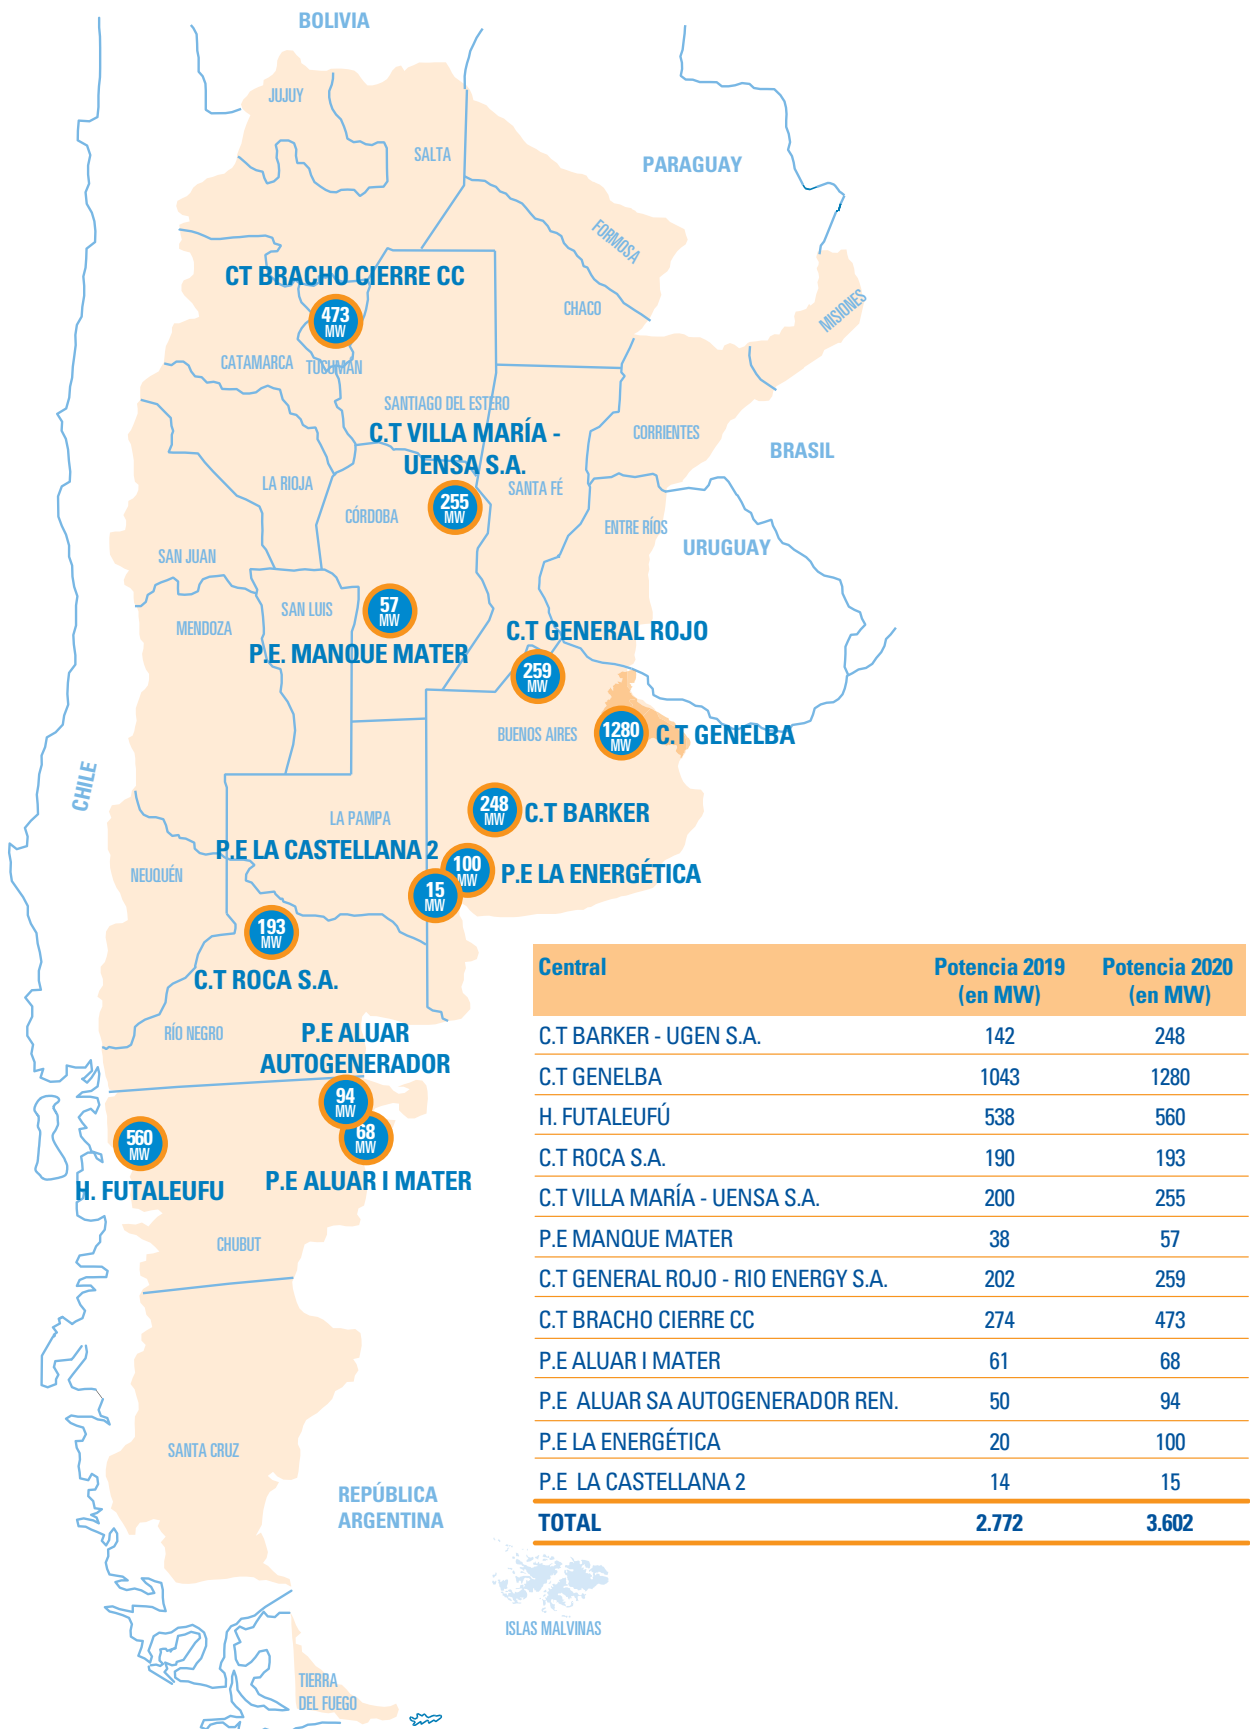 BOLIVIA
JUJUY
SALTA
PARAGUAY
FORMOSA
CT BRACHO CIERRE CC
473
MW
CHACO
MISIONES
CATAMARCA
TUCUMÁN
SANTIAGO DEL ESTERO
C.T VILLA MARÍA -
UENSA S.A.
CORRIENTES
BRASIL
LA RIOJA
SANTA FÉ
255
MW
CÓRDOBA
ENTRE RÍOS
URUGUAY
SAN JUAN
SAN LUIS
57
MW
MENDOZA
C.T GENERAL ROJO
P.E. MANQUE MATER
259
MW
BUENOS AIRES
1280
MW
C.T GENELBA
CHILE
248
MW
C.T BARKER
LA PAMPA
P.E LA CASTELLANA 2
100
MW
P.E LA ENERGÉTICA
NEUQUÉN
15
MW
193
MW
C.T ROCA S.A.
RÍO NEGRO
P.E ALUAR
AUTOGENERADOR
94
MW
68
MW
560
MW
P.E ALUAR I MATER
H. FUTALEUFU
CHUBUT
SANTA CRUZ
REPÚBLICA
ARGENTINA
ISLAS MALVINAS
TIERRA
DEL FUEGO
Central Potencia 2019 Potencia 2020
(en MW) (en MW)
C.T BARKER - UGEN S.A. 142 248
C.T GENELBA 1043 1280
H. FUTALEUFÚ 538 560
C.T ROCA S.A. 190 193
C.T VILLA MARÍA - UENSA S.A. 200 255
P.E MANQUE MATER 38 57
C.T GENERAL ROJO - RIO ENERGY S.A. 202 259
C.T BRACHO CIERRE CC 274 473
P.E ALUAR I MATER 61 68
P.E ALUAR SA AUTOGENERADOR REN. 50 94
P.E LA ENERGÉTICA 20 100
P.E LA CASTELLANA 2 14 15
TOTAL 2.772 3.602